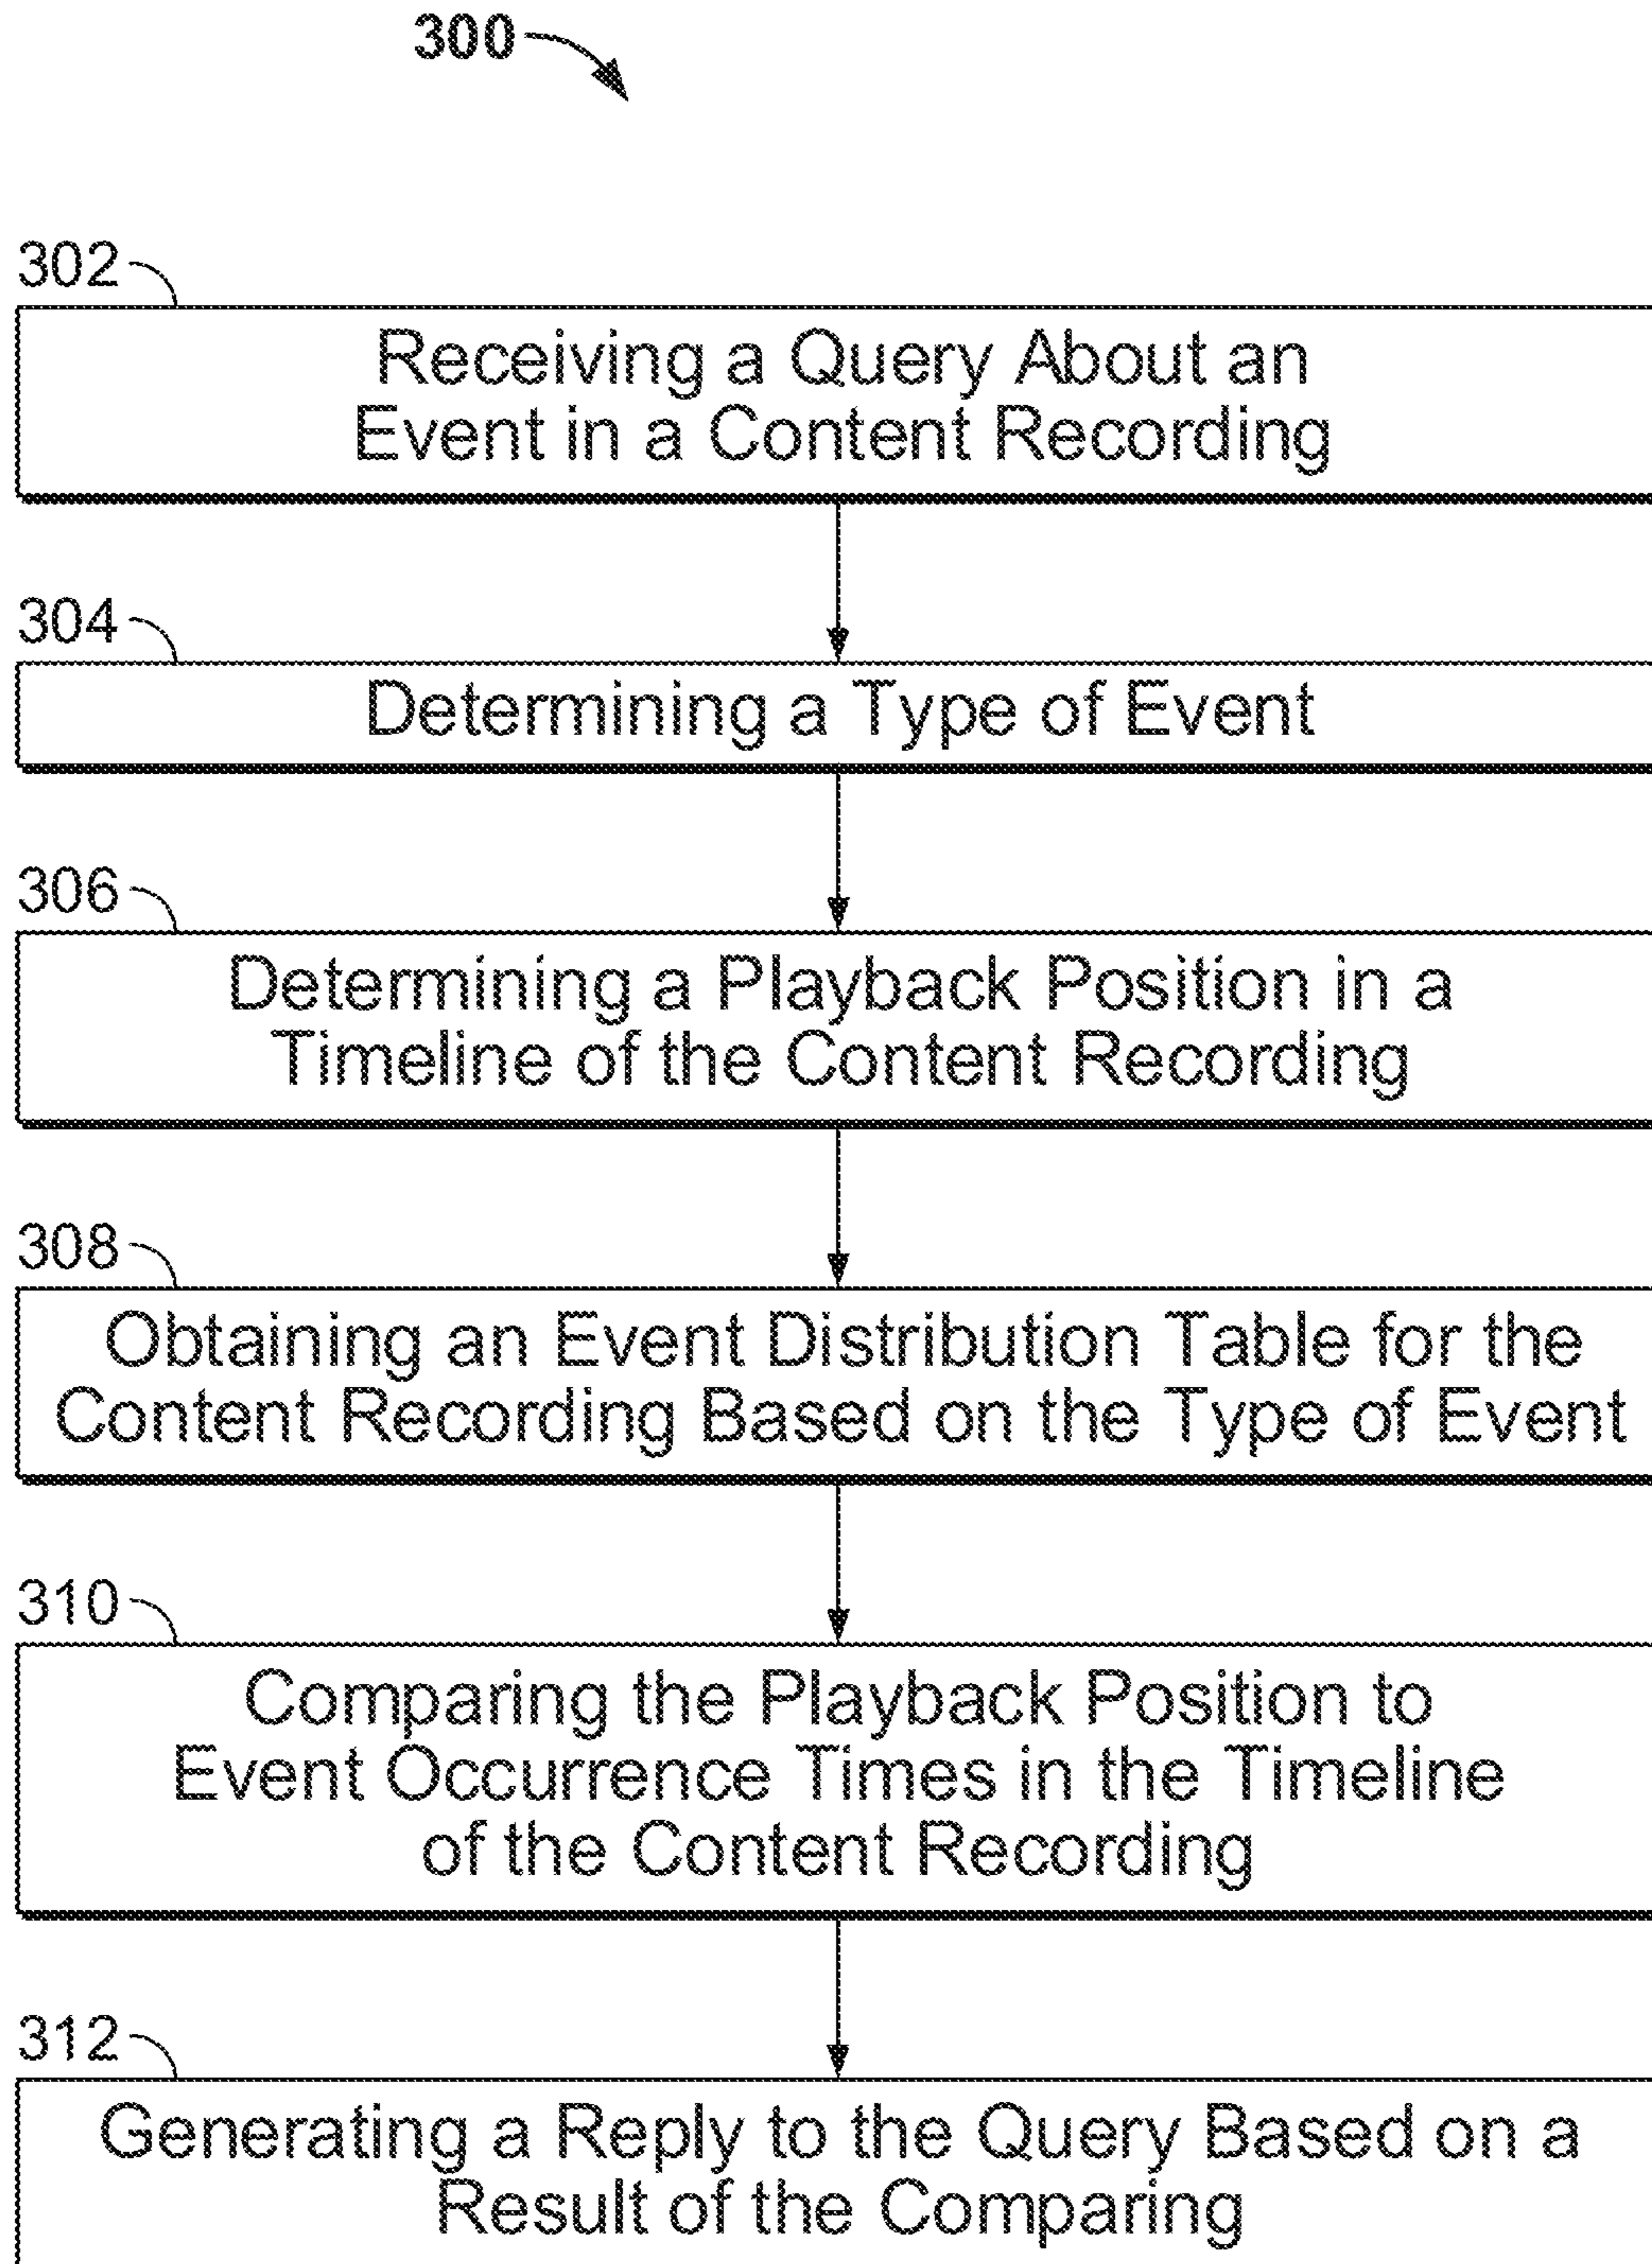 300
302
Receiving a Query About an
Event in a Content Recording
304
Determining a Type of Event
306
Determining a Playback Position in a
Timeline of the Content Recording
308
Obtaining an Event Distribution Table for the
Content Recording Based on the Type of Event
310
Comparing the Playback Position to
Event Occurrence Times in the Timeline
of the Content Recording
312
Generating a Reply to the Query Based on a
Result of the Comparing